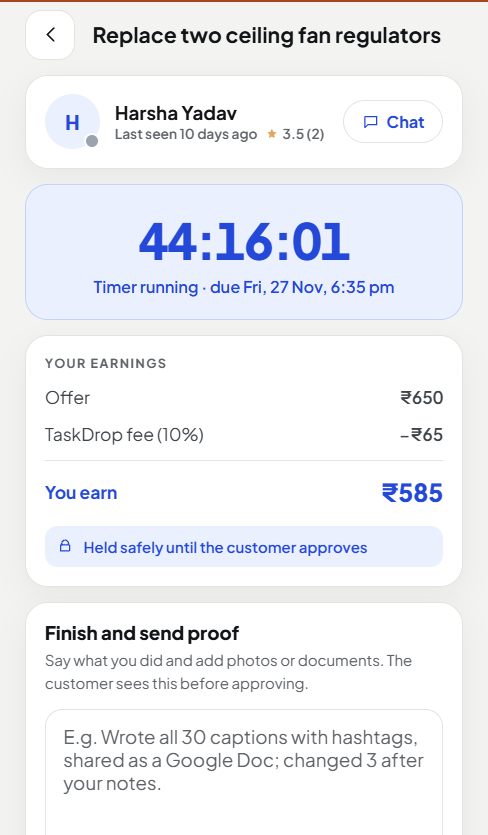 Replace two ceiling fan regulators
H
Harsha Yadav
Last seen 10 days ago ★ 3.5 (2)
Chat
44:16:01
Timer running · due Fri, 27 Nov, 6:35 pm
YOUR EARNINGS
Offer ₹650
TaskDrop fee (10%) −₹65
You earn ₹585
Held safely until the customer approves
Finish and send proof
Say what you did and add photos or documents. The
customer sees this before approving.
E.g. Wrote all 30 captions with hashtags,
shared as a Google Doc; changed 3 after
your notes.